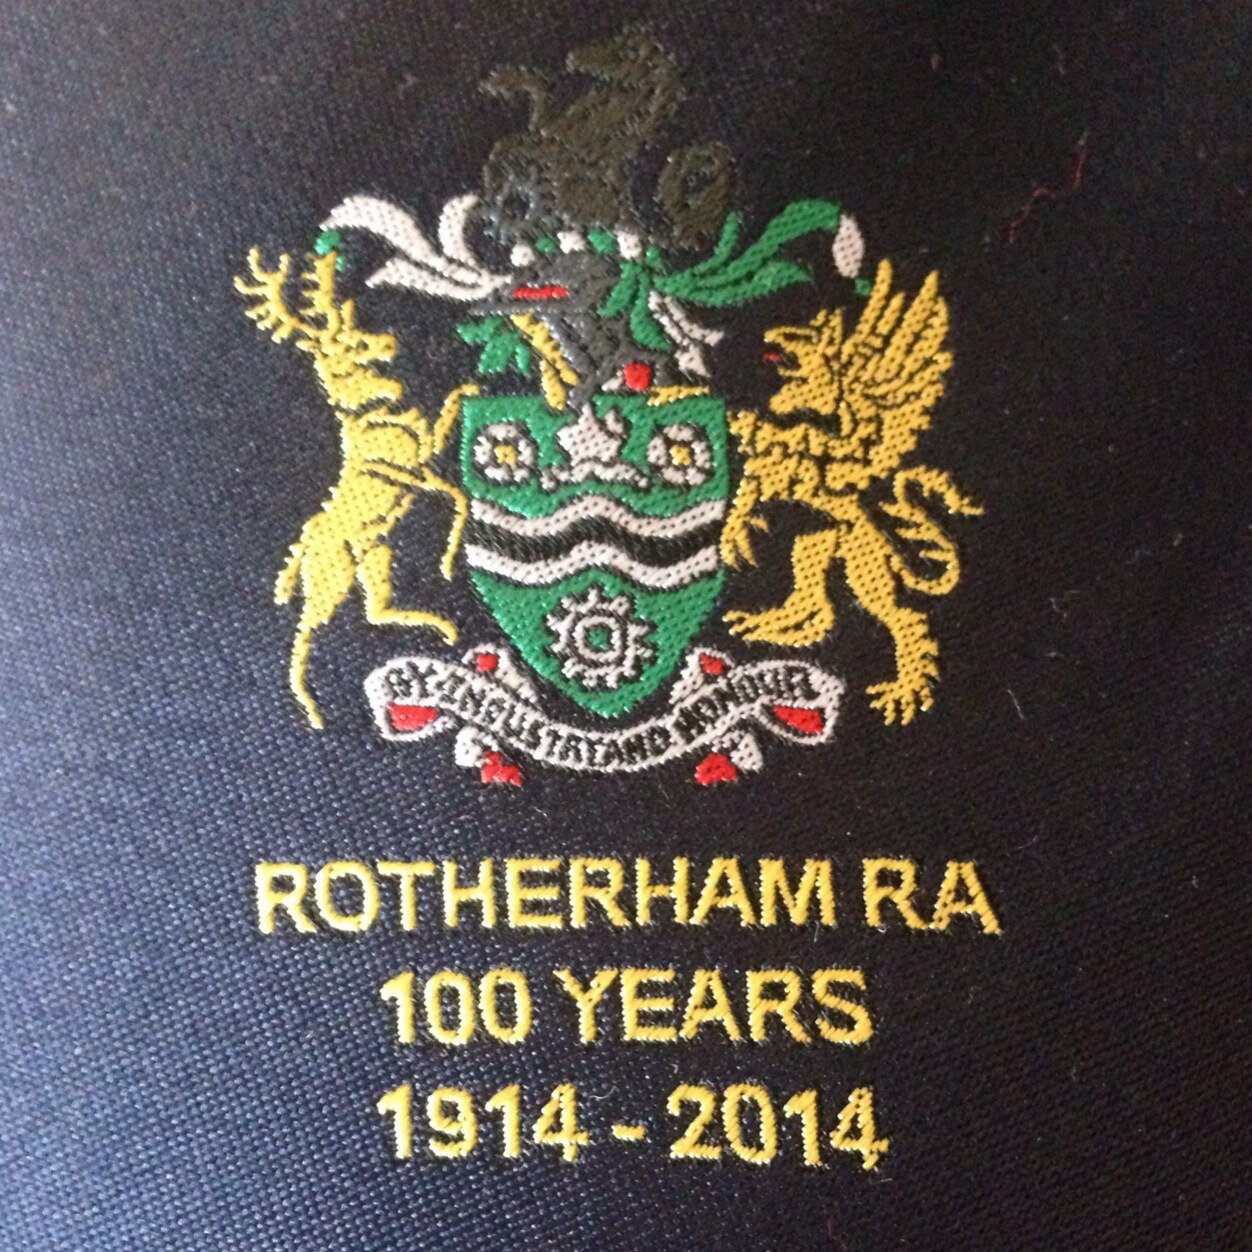 BY INDUSTRY AND HONOUR
ROTHERHAM RA
100 YEARS
1914 - 2014